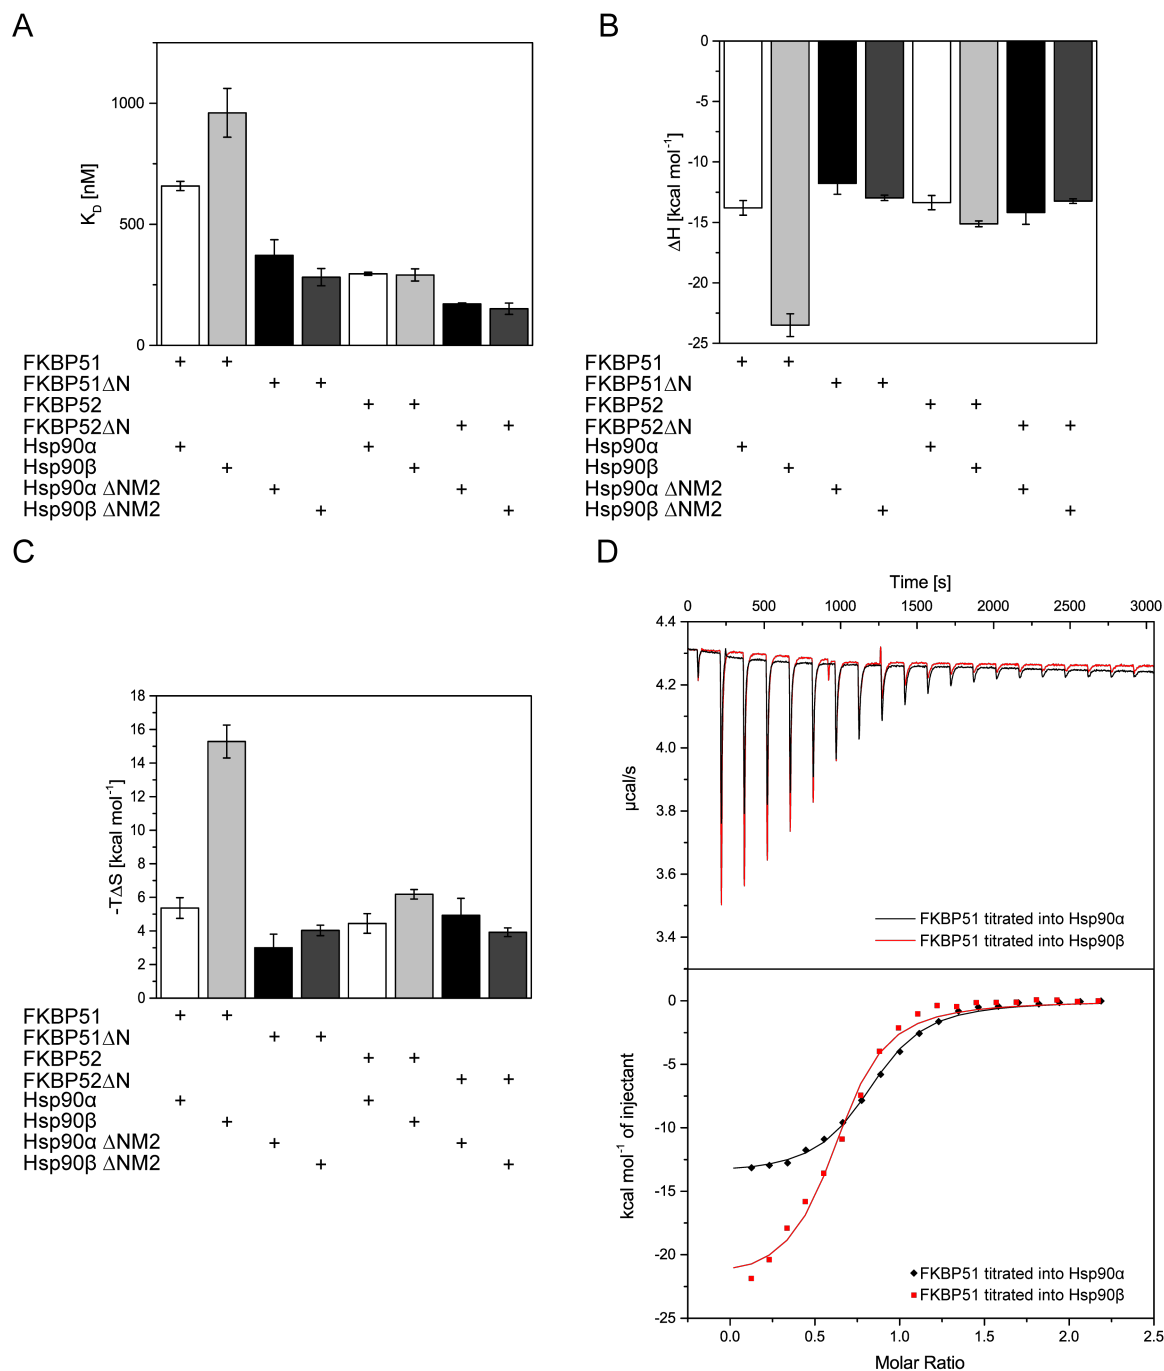 A
1000
500
0
K_D [nM]
FKBP51 + +
FKBP51ΔN + +
FKBP52 + +
FKBP52ΔN + +
Hsp90α + +
Hsp90β + +
Hsp90α ΔNM2 + +
Hsp90β ΔNM2 + +
B
0
-5
-10
-15
-20
-25
ΔH [kcal mol⁻¹]
FKBP51 + +
FKBP51ΔN + +
FKBP52 + +
FKBP52ΔN + +
Hsp90α + +
Hsp90β + +
Hsp90α ΔNM2 + +
Hsp90β ΔNM2 + +
C
18
16
14
12
10
8
6
4
2
0
-TΔS [kcal mol⁻¹]
FKBP51 + +
FKBP51ΔN + +
FKBP52 + +
FKBP52ΔN + +
Hsp90α + +
Hsp90β + +
Hsp90α ΔNM2 + +
Hsp90β ΔNM2 + +
D
Time [s]
0 500 1000 1500 2000 2500 3000
4.4
4.2
4.0
3.8
3.6
3.4
µcal/s
FKBP51 titrated into Hsp90α
FKBP51 titrated into Hsp90β
0
-5
-10
-15
-20
-25
kcal mol⁻¹ of injectant
FKBP51 titrated into Hsp90α
FKBP51 titrated into Hsp90β
0.0 0.5 1.0 1.5 2.0 2.5
Molar Ratio